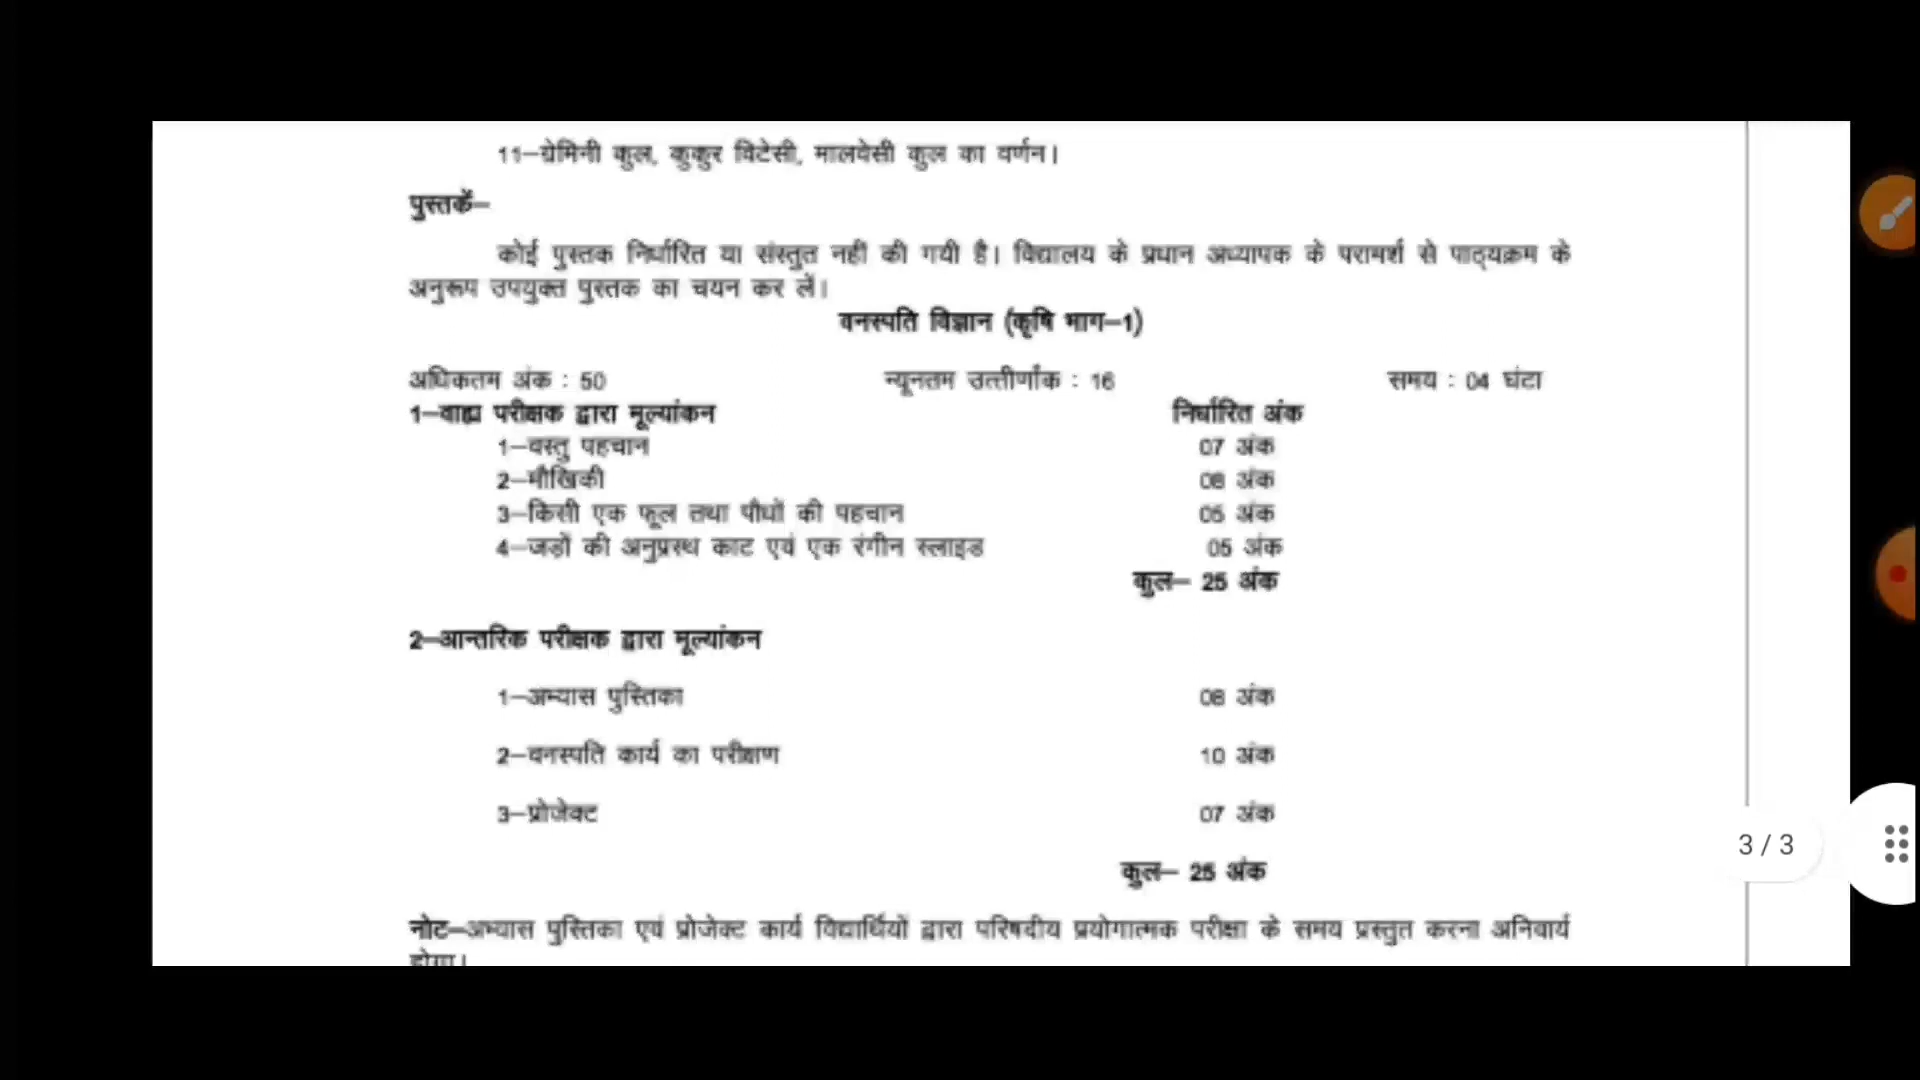 11–ग्रेमिनी कुल, कुकुर विटेसी, मालवेसी कुल का वर्णन।
पुस्तकें–
कोई पुस्तक निर्धारित या संस्तुत नहीं की गयी है। विद्यालय के प्रधान अध्यापक के परामर्श से पाठ्यक्रम के
अनुरूप उपयुक्त पुस्तक का चयन कर लें।
वनस्पति विज्ञान (कृषि भाग–1)
अधिकतम अंक : 50 न्यूनतम उत्तीर्णांक : 16 समय : 04 घंटा
1–वाह्य परीक्षक द्वारा मूल्यांकन निर्धारित अंक
1–वस्तु पहचान 07 अंक
2–मौखिकी 08 अंक
3–किसी एक फूल तथा पौधों की पहचान 05 अंक
4–जड़ों की अनुप्रस्थ काट एवं एक रंगीन स्लाइड 05 अंक
कुल– 25 अंक
2–आन्तरिक परीक्षक द्वारा मूल्यांकन
1–अभ्यास पुस्तिका 08 अंक
2–वनस्पति कार्य का परीक्षण 10 अंक
3–प्रोजेक्ट 07 अंक
3 / 3
कुल– 25 अंक
नोट–अभ्यास पुस्तिका एवं प्रोजेक्ट कार्य विद्यार्थियों द्वारा परिषदीय प्रयोगात्मक परीक्षा के समय प्रस्तुत करना अनिवार्य
होगा।